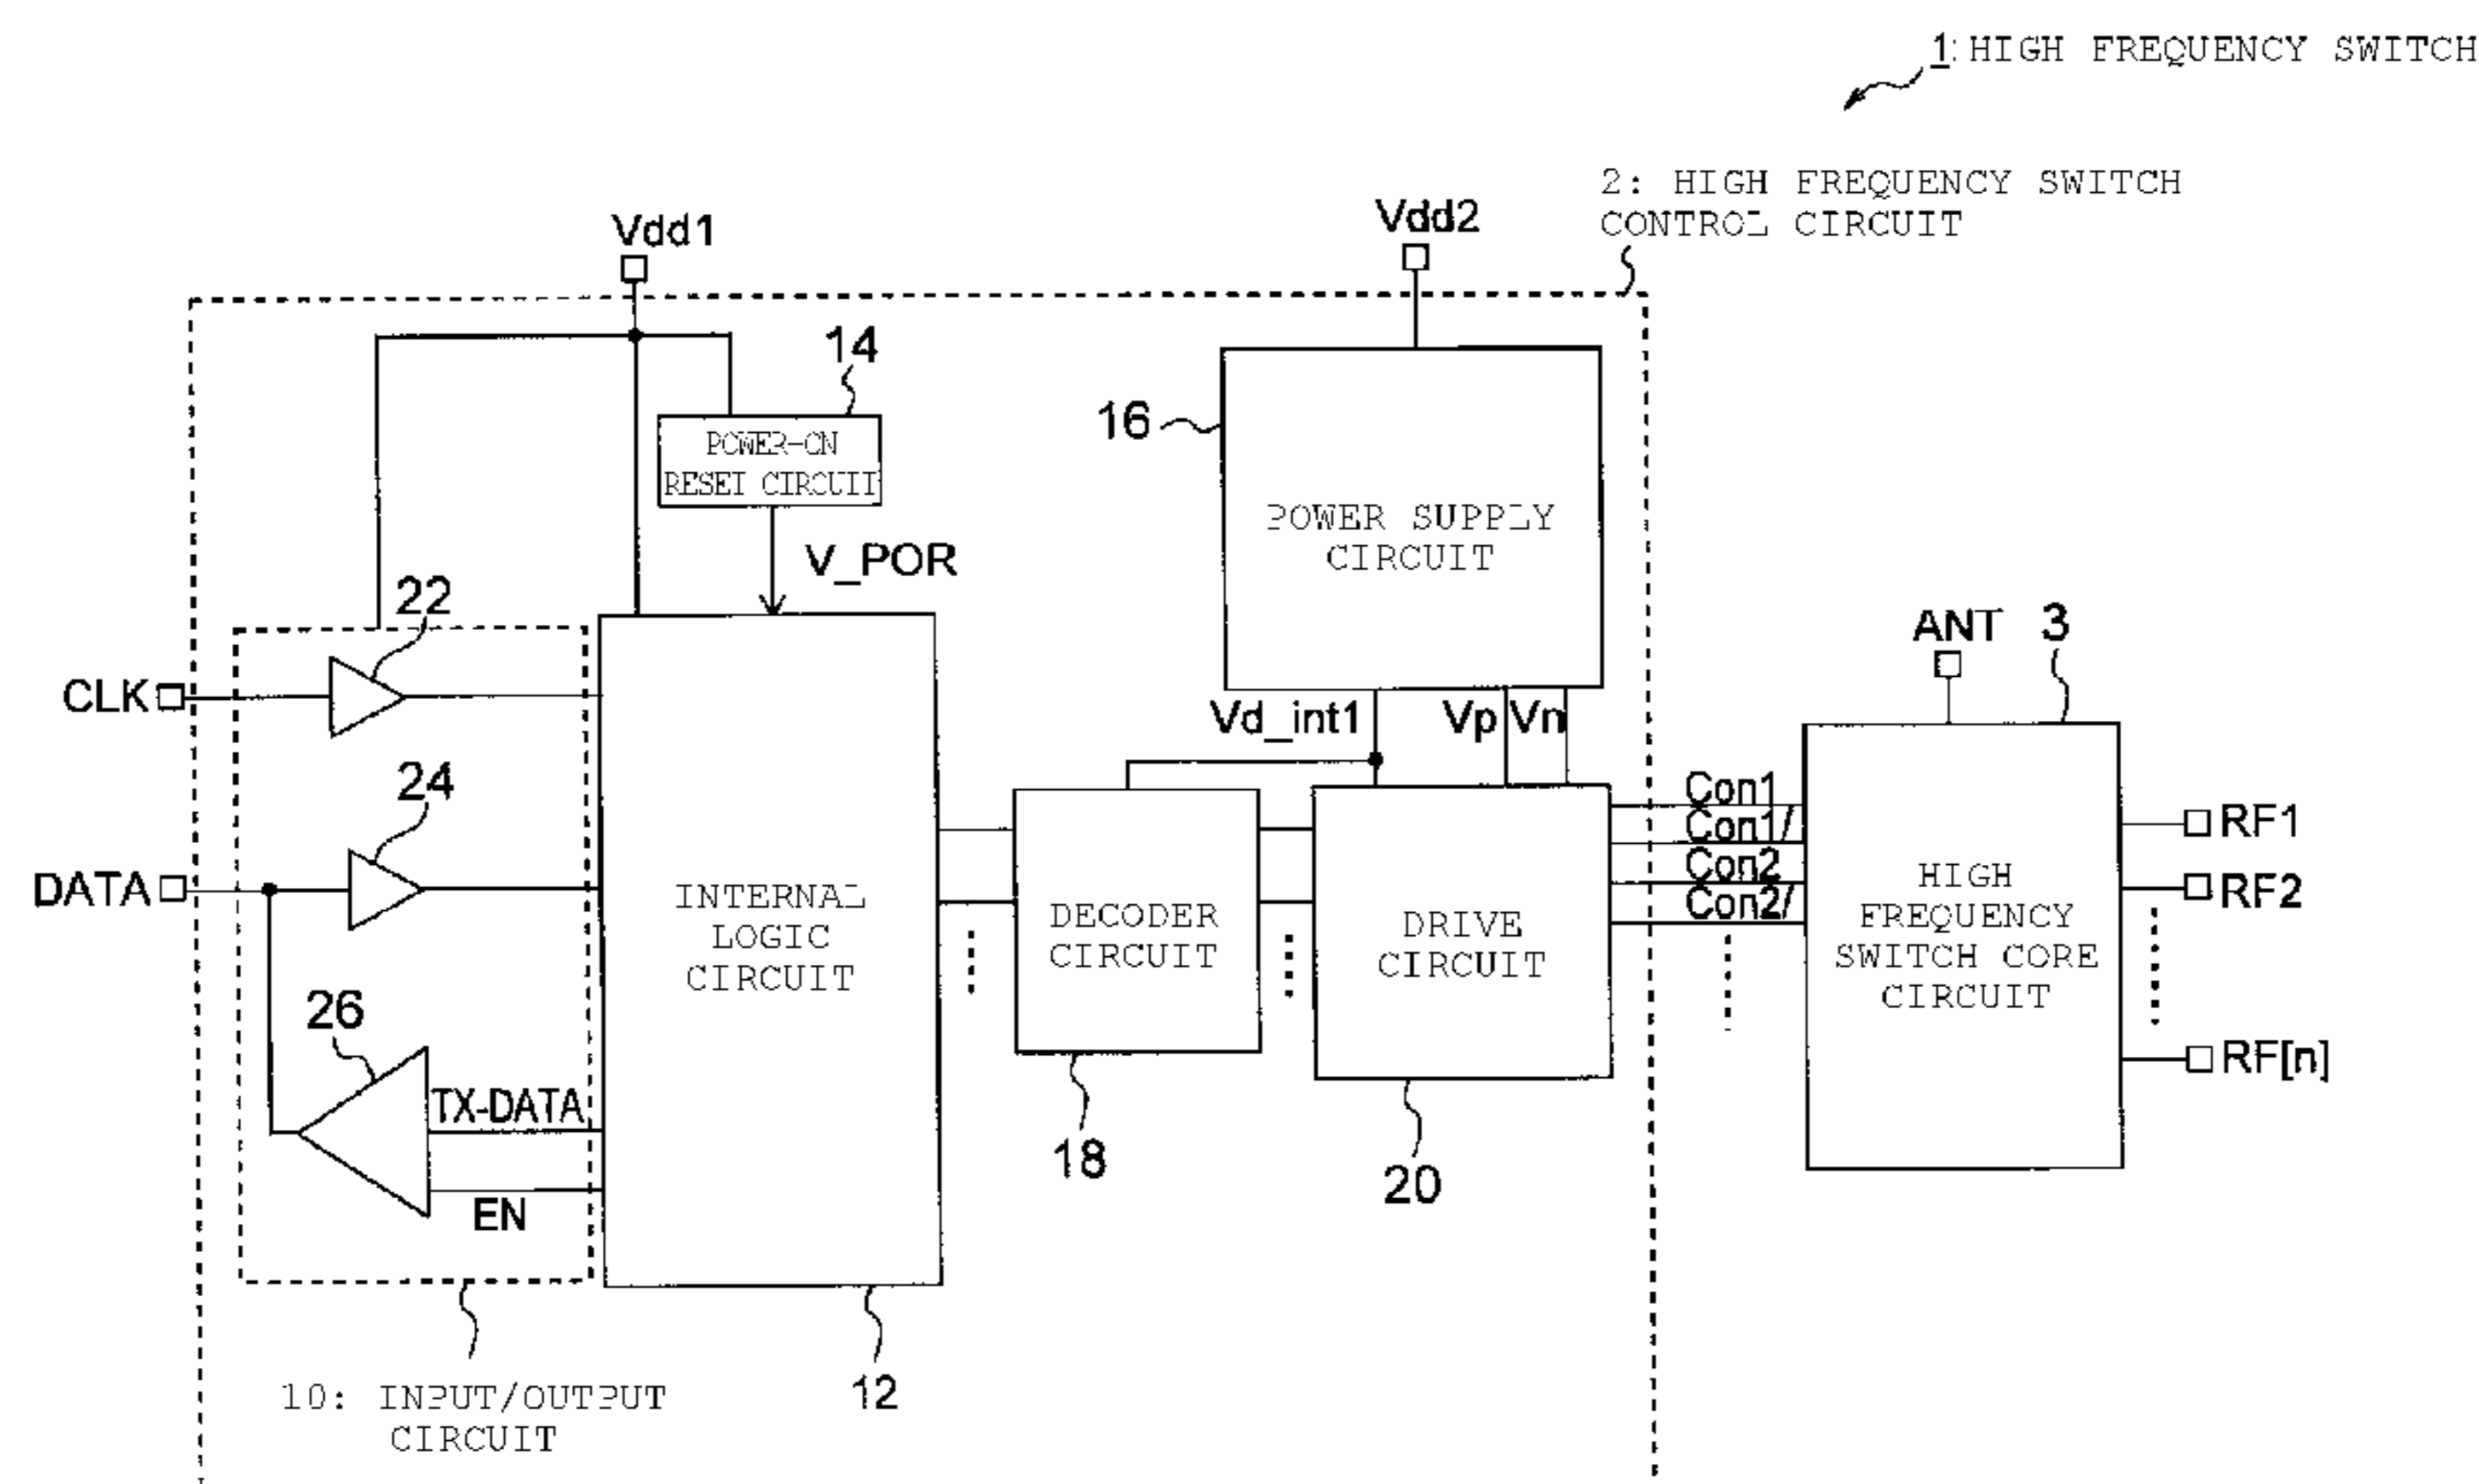 1: HIGH FREQUENCY SWITCH
2: HIGH FREQUENCY SWITCH
CONTROL CIRCUIT
Vdd1
Vdd2
14
POWER-ON
RESET CIRCUIT
16
POWER SUPPLY
CIRCUIT
V_POR
22
CLK
ANT
3
Vd_int1
Vp
Vn
24
DATA
Con1
Con1/
Con2
Con2/
RF1
RF2
RF[n]
INTERNAL
LOGIC
CIRCUIT
DECODER
CIRCUIT
DRIVE
CIRCUIT
HIGH
FREQUENCY
SWITCH CORE
CIRCUIT
26
TX-DATA
EN
18
20
12
10: INPUT/OUTPUT
CIRCUIT